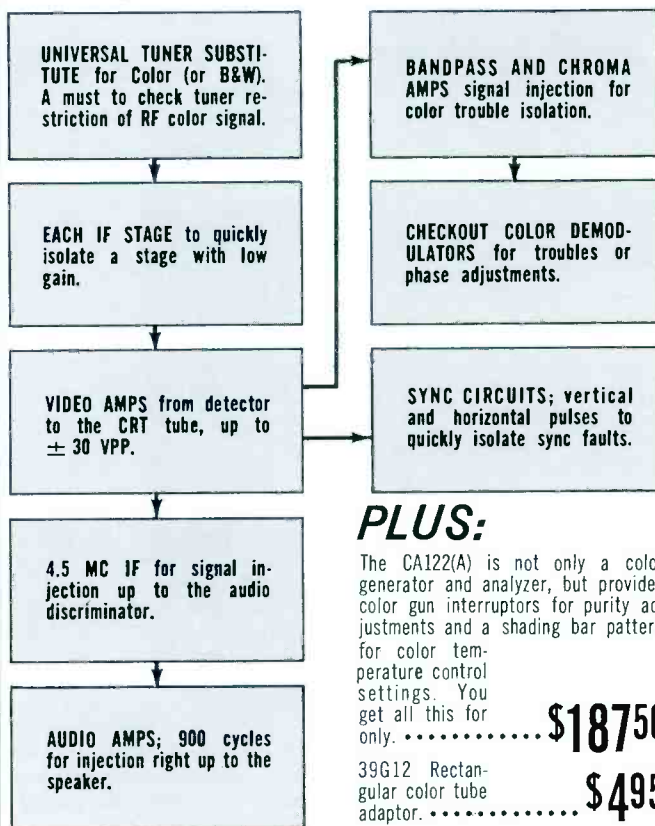 UNIVERSAL TUNER SUBSTI-
TUTE for Color (or B&W).
A must to check tuner re-
striction of RF color signal.
EACH IF STAGE to quickly
isolate a stage with low
gain.
VIDEO AMPS from detector
to the CRT tube, up to
± 30 VPP.
4.5 MC IF for signal in-
jection up to the audio
discriminator.
AUDIO AMPS; 900 cycles
for injection right up to the
speaker.
BANDPASS AND CHROMA
AMPS signal injection for
color trouble isolation.
CHECKOUT COLOR DEMOD-
ULATORS for troubles or
phase adjustments.
SYNC CIRCUITS; vertical
and horizontal pulses to
quickly isolate sync faults.
PLUS:
The CA122(A) is not only a colo
generator and analyzer, but provide
color gun interruptors for purity ad
justments and a shading bar patter
for color tem-
perature control
settings. You
get all this for
only. ............ $187 50
39G12 Rectan-
gular color tube
adaptor. ............ $4 95